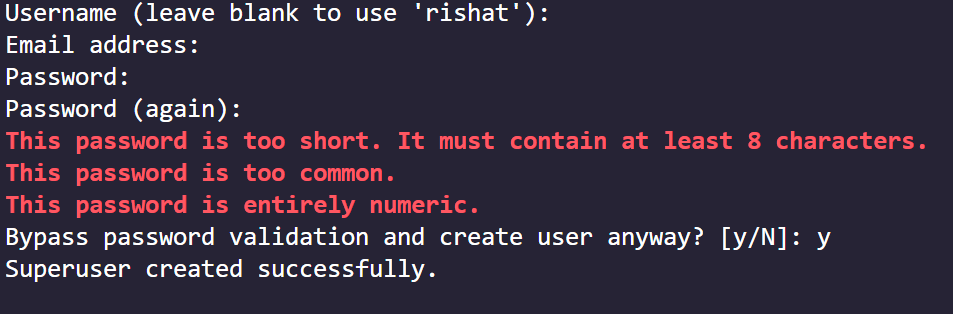 Username (leave blank to use 'rishat'):
Email address:
Password:
Password (again):
This password is too short. It must contain at least 8 characters.
This password is too common.
This password is entirely numeric.
Bypass password validation and create user anyway? [y/N]: y
Superuser created successfully.